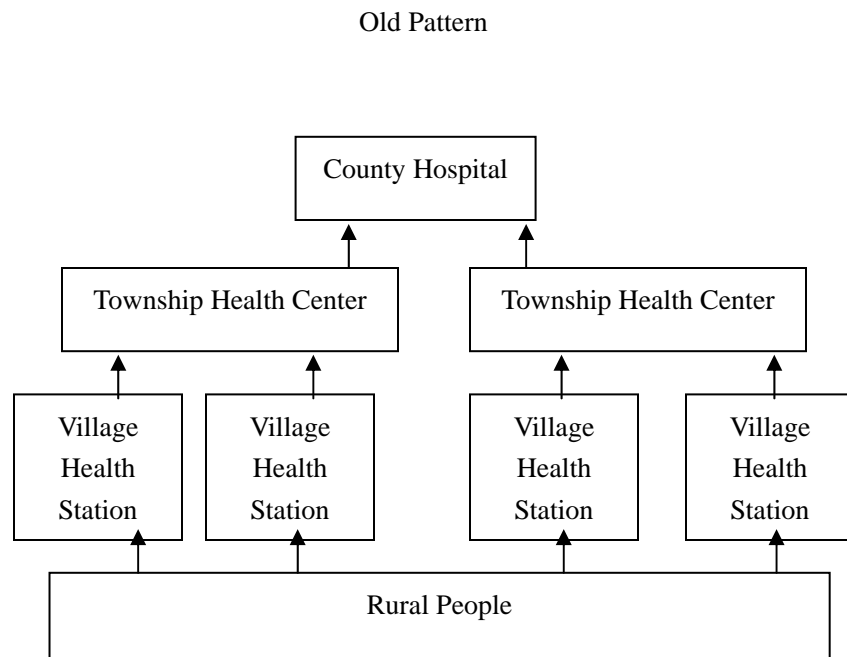 Old Pattern
County Hospital
Township Health Center
Township Health Center
Village
Health
Station
Village
Health
Station
Village
Health
Station
Village
Health
Station
Rural People